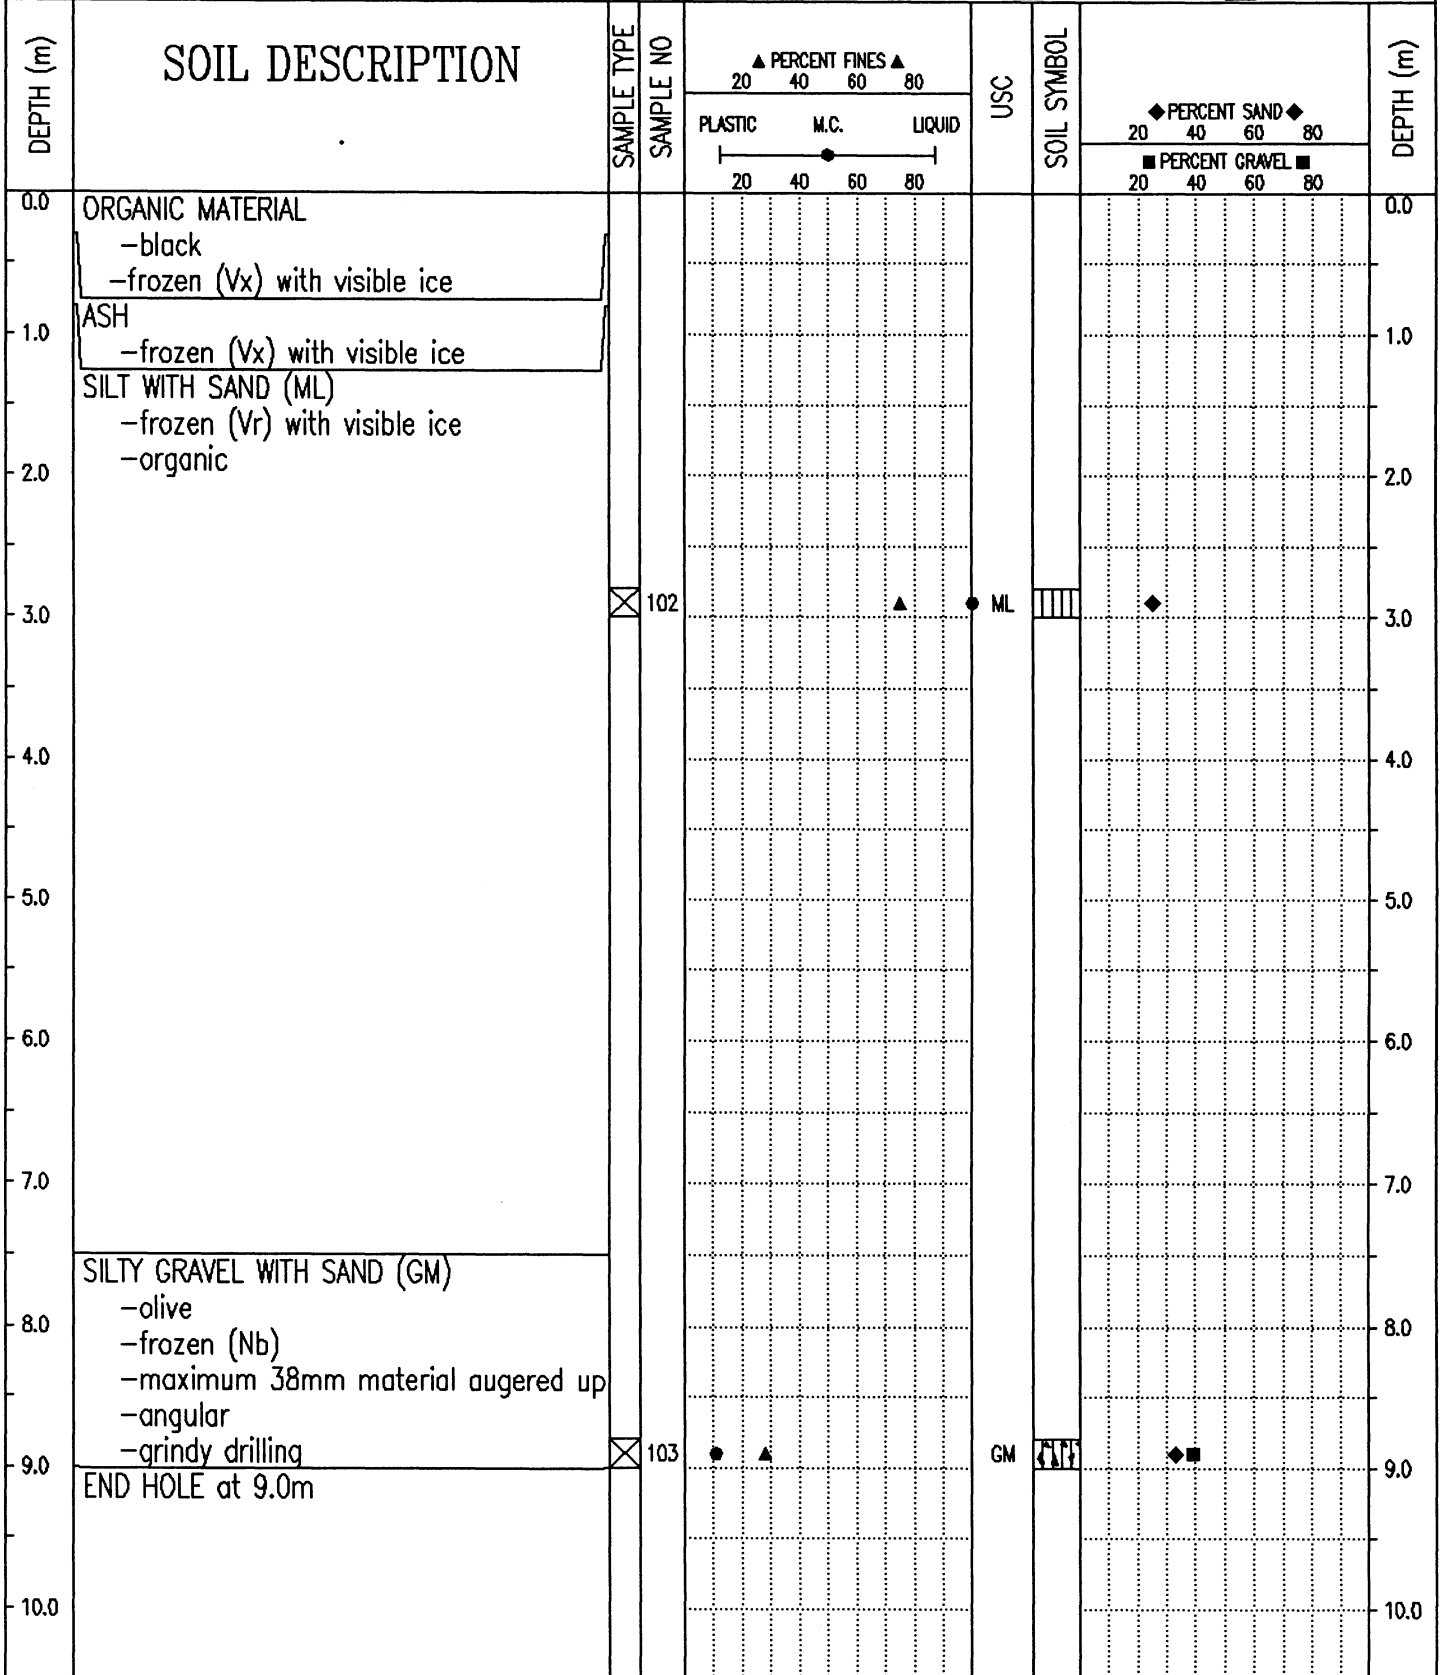 DEPTH (m)
SOIL DESCRIPTION
SAMPLE TYPE
SAMPLE NO
▲ PERCENT FINES ▲
20 40 60 80
PLASTIC M.C. LIQUID
20 40 60 80
USC
SOIL SYMBOL
◆PERCENT SAND◆
20 40 60 80
■ PERCENT GRAVEL ■
20 40 60 80
DEPTH (m)
0.0
ORGANIC MATERIAL
0.0
-black
-frozen (Vx) with visible ice
ASH
1.0
1.0
-frozen (Vx) with visible ice
SILT WITH SAND (ML)
-frozen (Vr) with visible ice
-organic
2.0
2.0
102
ML
3.0
3.0
4.0
4.0
5.0
5.0
6.0
6.0
7.0
7.0
SILTY GRAVEL WITH SAND (GM)
-olive
8.0
8.0
-frozen (Nb)
-maximum 38mm material augered up
-angular
-grindy drilling
103
GM
9.0
9.0
END HOLE at 9.0m
10.0
10.0